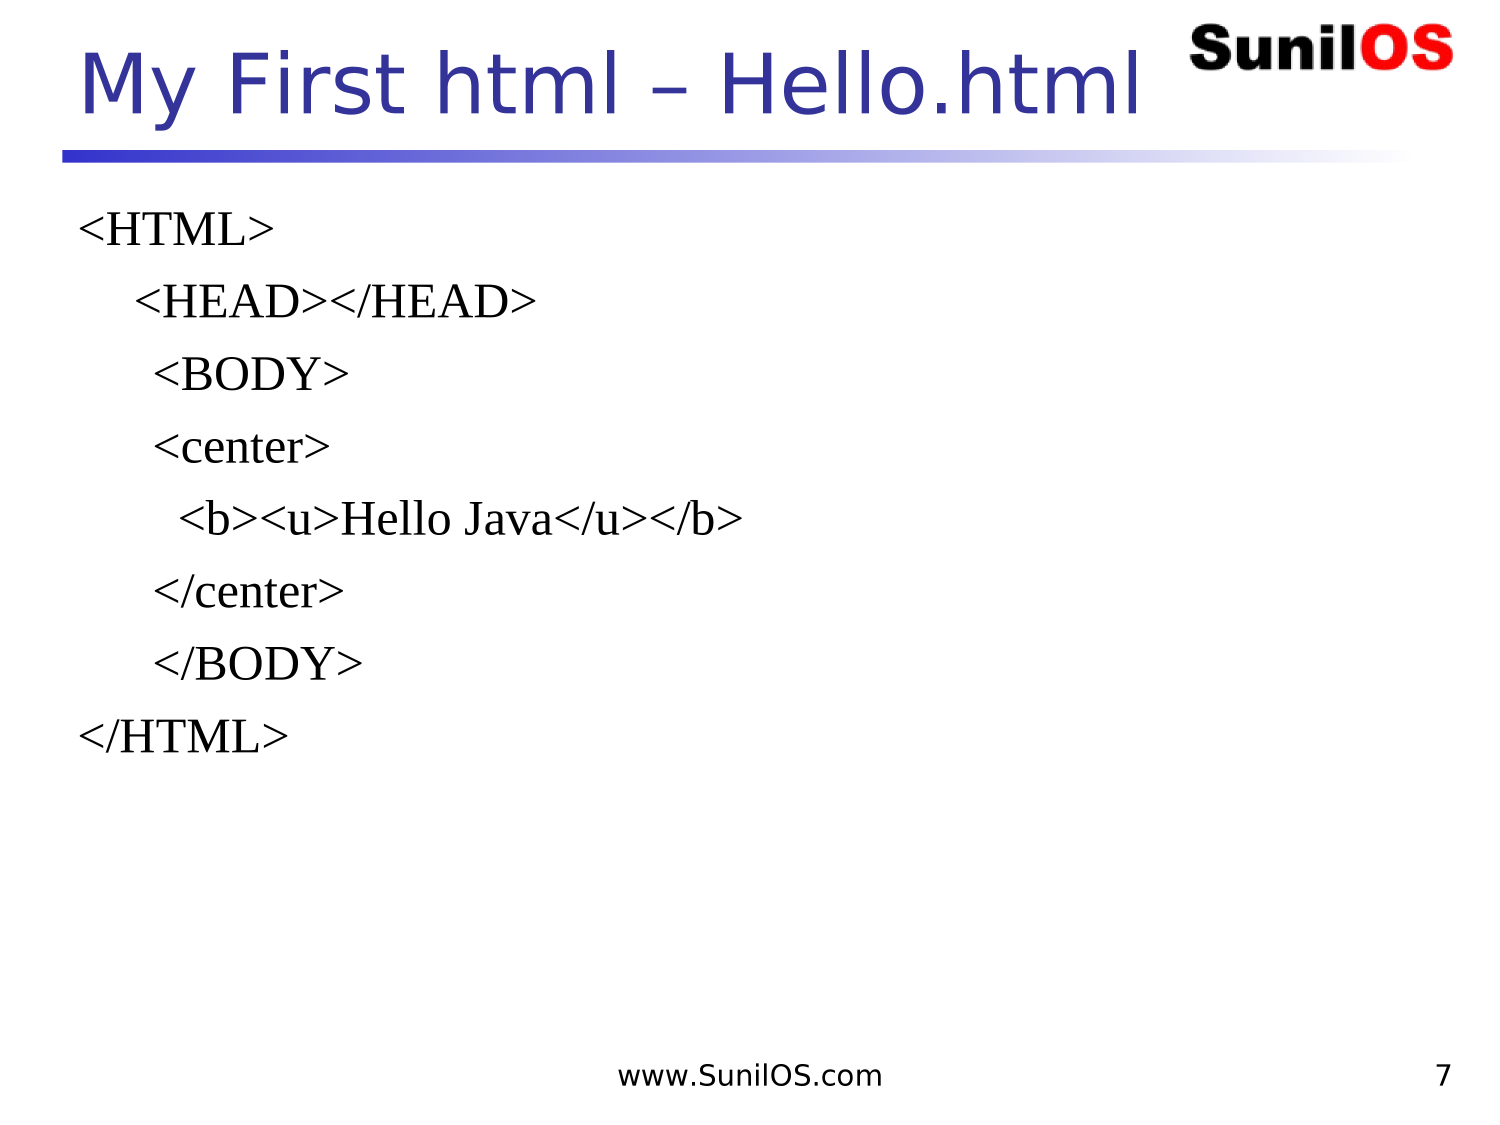 My First html – Hello.html
SunilOS
<HTML>
<HEAD></HEAD>
<BODY>
<center>
<b><u>Hello Java</u></b>
</center>
</BODY>
</HTML>
www.SunilOS.com
7